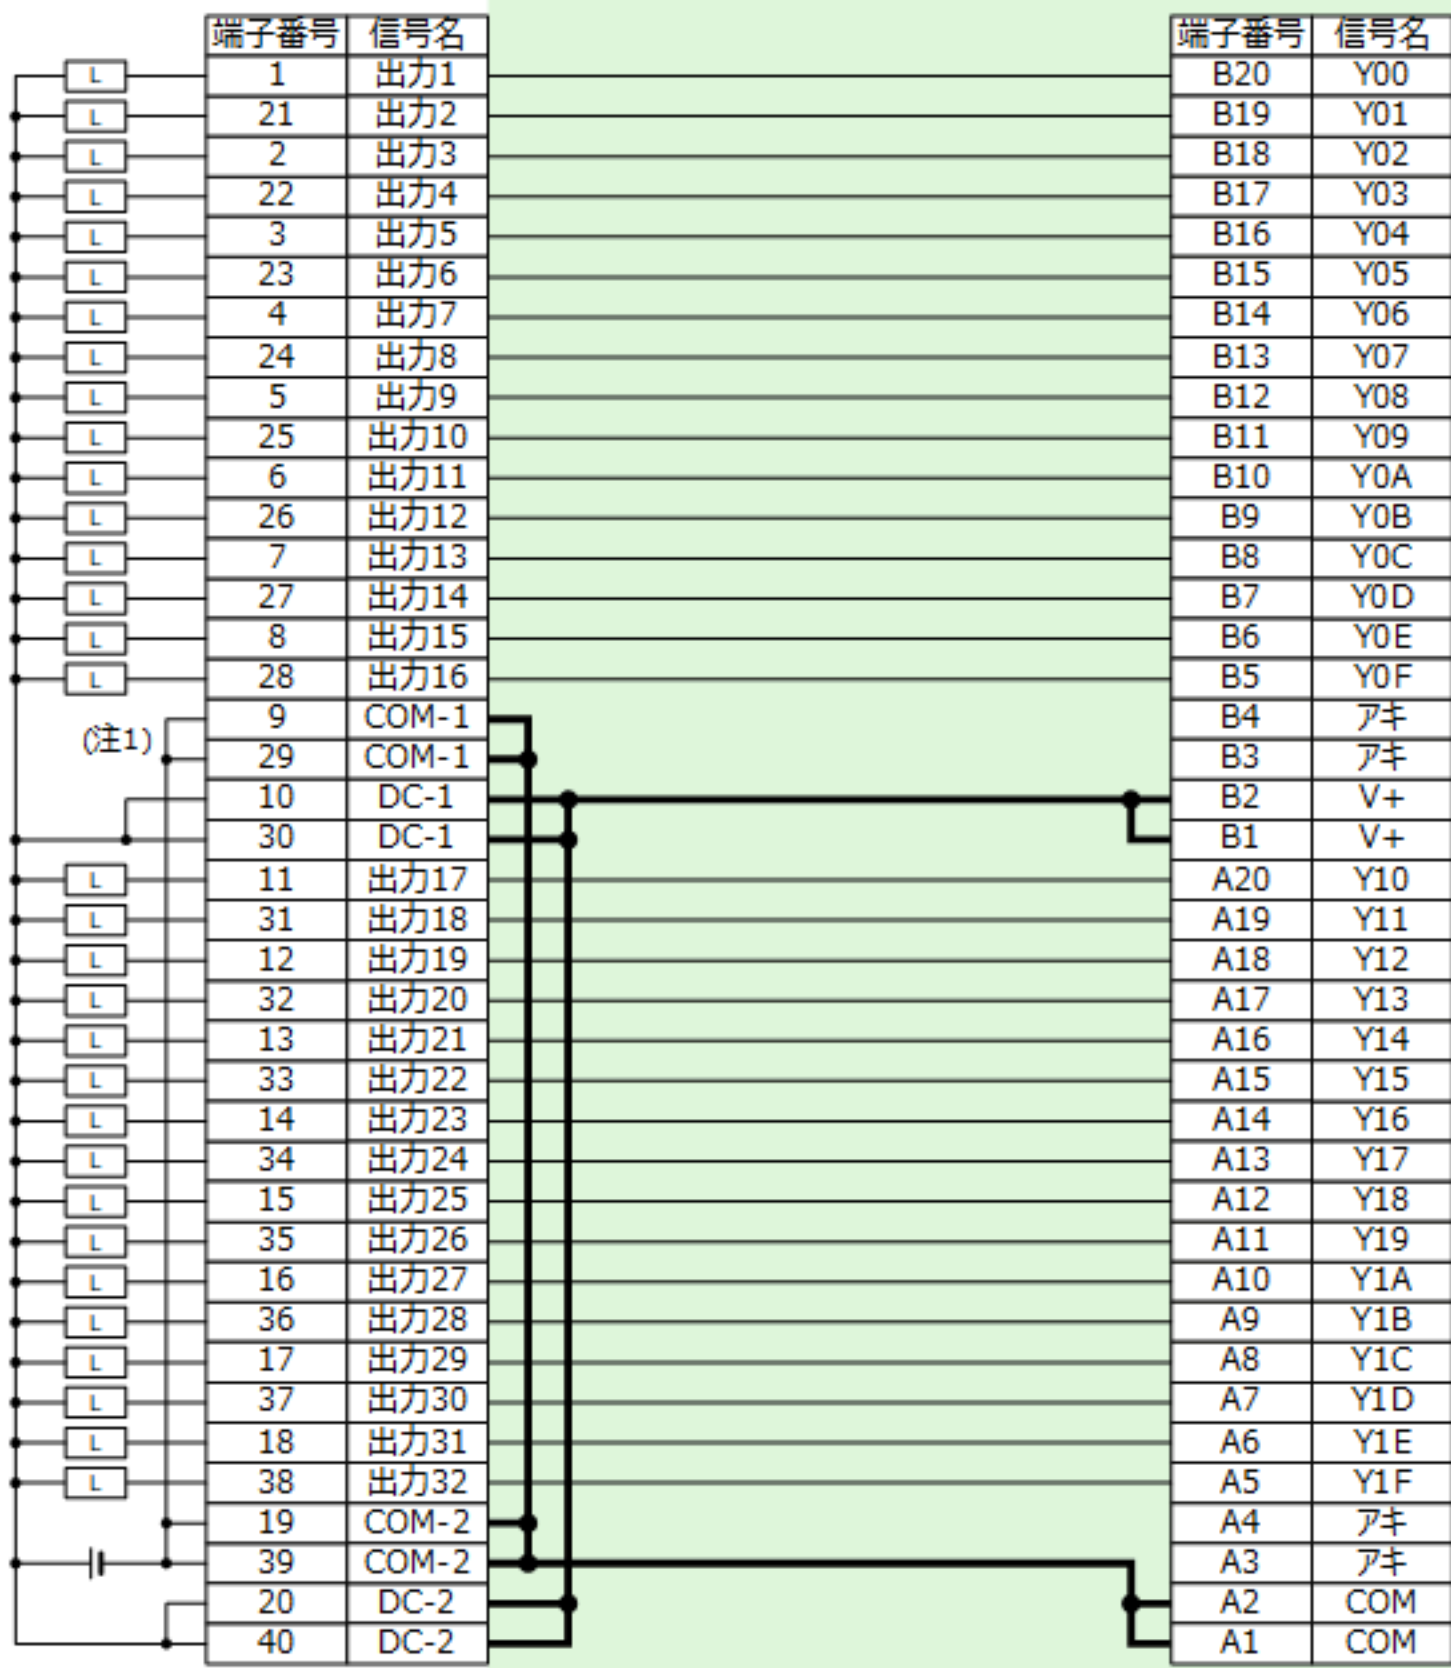 端子番号 信号名 端子番号 信号名
L 1 出力1 B20 Y00
L 21 出力2 B19 Y01
L 2 出力3 B18 Y02
L 22 出力4 B17 Y03
L 3 出力5 B16 Y04
L 23 出力6 B15 Y05
L 4 出力7 B14 Y06
L 24 出力8 B13 Y07
L 5 出力9 B12 Y08
L 25 出力10 B11 Y09
L 6 出力11 B10 Y0A
L 26 出力12 B9 Y0B
L 7 出力13 B8 Y0C
L 27 出力14 B7 Y0D
L 8 出力15 B6 Y0E
L 28 出力16 B5 Y0F
9 COM-1 B4 アキ
(注1)
29 COM-1 B3 アキ
10 DC-1 B2 V+
30 DC-1 B1 V+
L 11 出力17 A20 Y10
L 31 出力18 A19 Y11
L 12 出力19 A18 Y12
L 32 出力20 A17 Y13
L 13 出力21 A16 Y14
L 33 出力22 A15 Y15
L 14 出力23 A14 Y16
L 34 出力24 A13 Y17
L 15 出力25 A12 Y18
L 35 出力26 A11 Y19
L 16 出力27 A10 Y1A
L 36 出力28 A9 Y1B
L 17 出力29 A8 Y1C
L 37 出力30 A7 Y1D
L 18 出力31 A6 Y1E
L 38 出力32 A5 Y1F
19 COM-2 A4 アキ
39 COM-2 A3 アキ
20 DC-2 A2 COM
40 DC-2 A1 COM